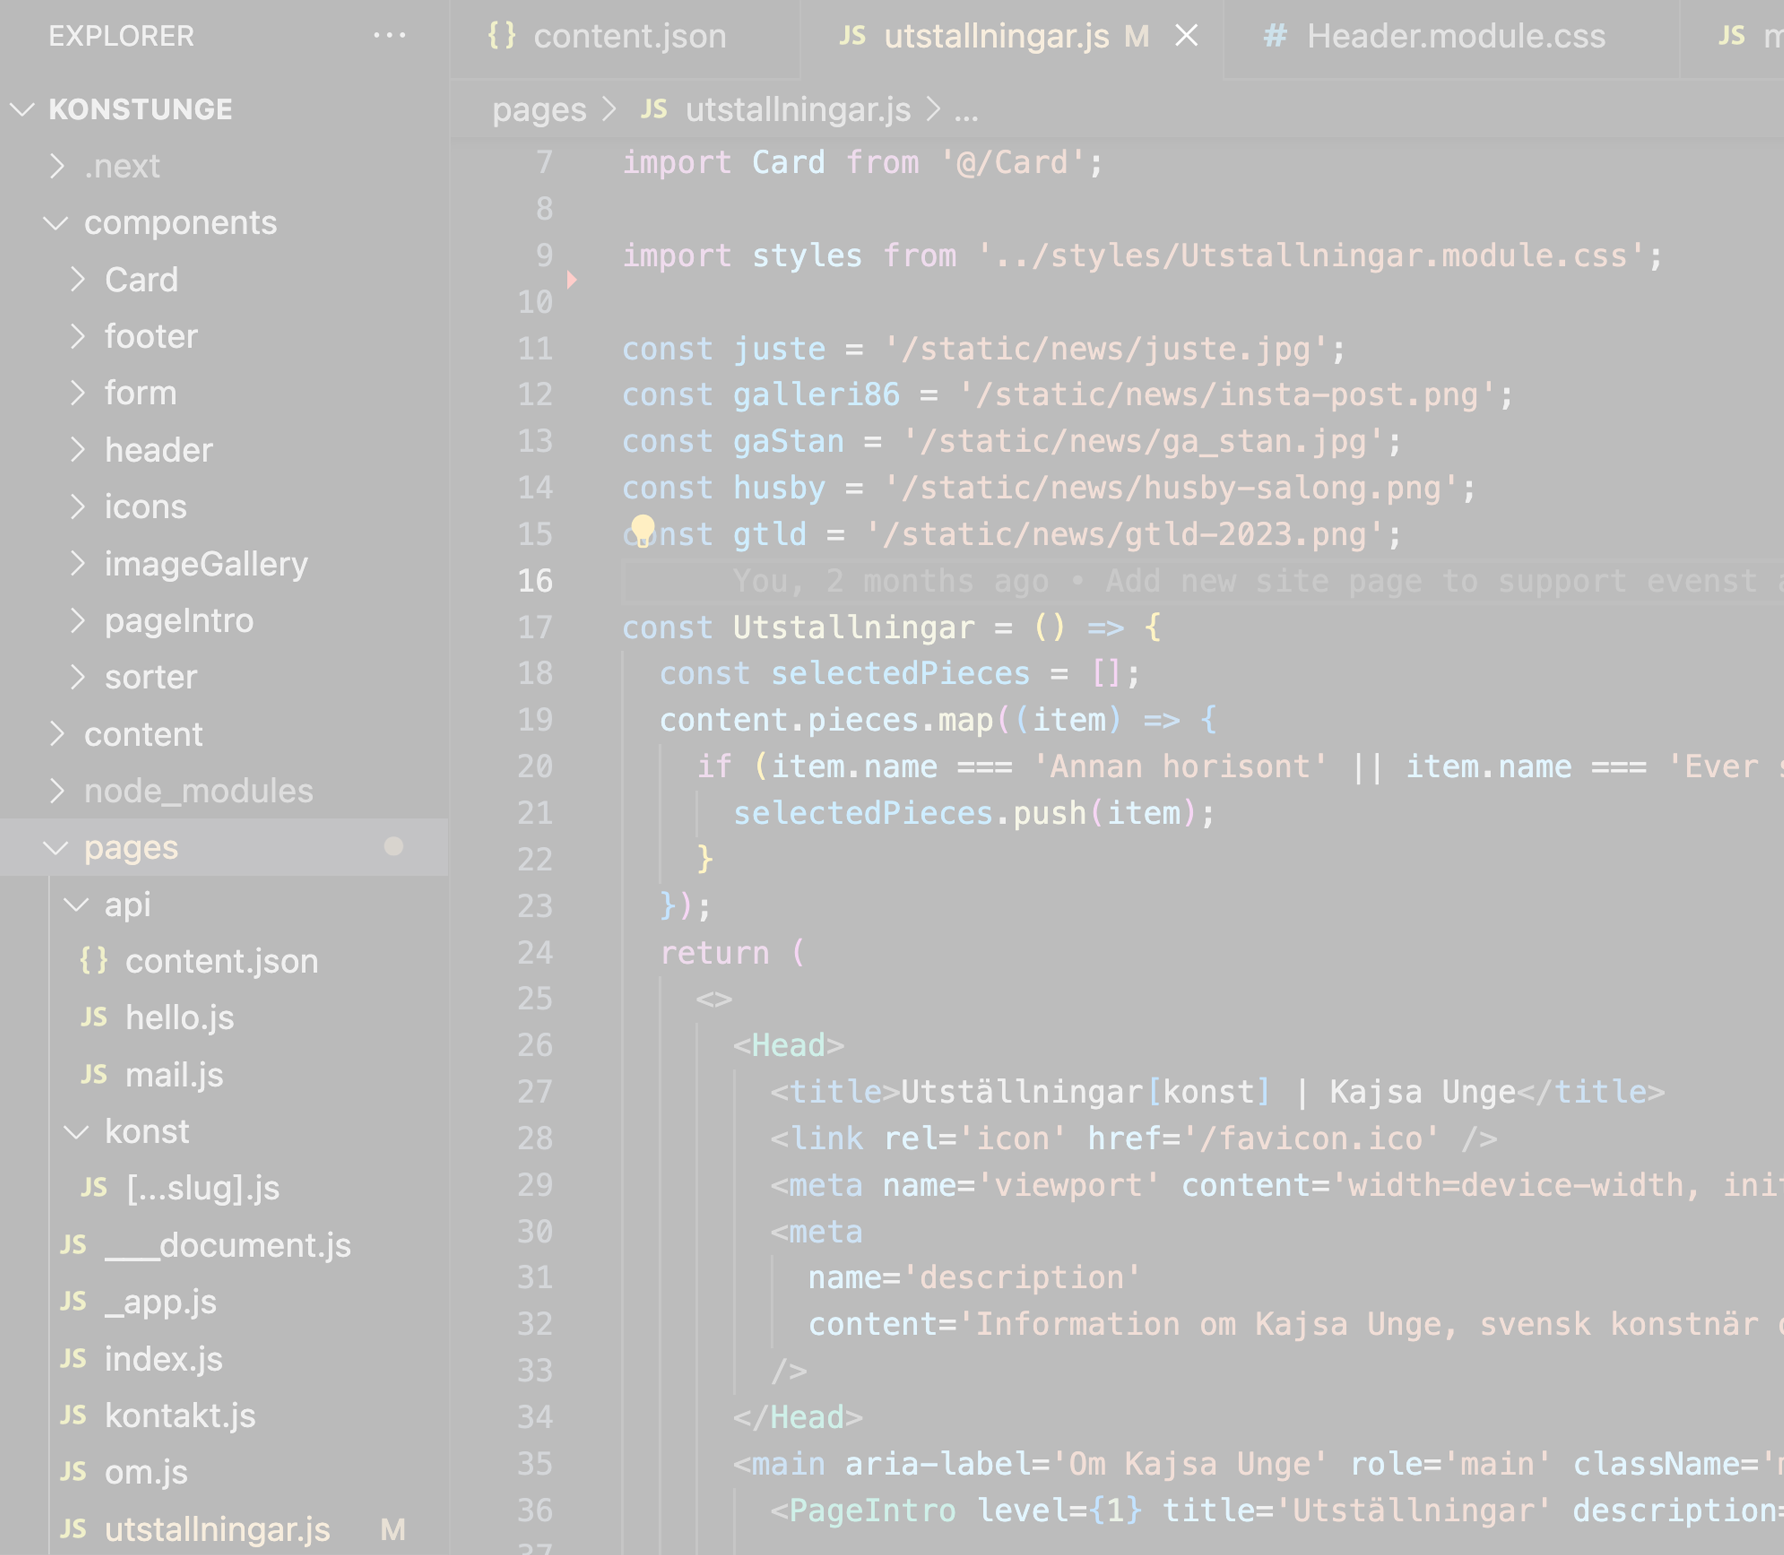 EXPLORER ...
{} content.json
JS utstallningar.js M
# Header.module.css
JS
KONSTUNGE
.next
components
Card
footer
form
header
icons
imageGallery
pageIntro
sorter
content
node_modules
pages
api
{} content.json
JS hello.js
JS mail.js
konst
JS [...slug].js
JS ___document.js
JS _app.js
JS index.js
JS kontakt.js
JS om.js
JS utstallningar.js M
pages > JS utstallningar.js > ...
7 import Card from '@/Card';
8
9 import styles from '../styles/Utstallningar.module.css';
10
11 const juste = '/static/news/juste.jpg';
12 const galleri86 = '/static/news/insta-post.png';
13 const gaStan = '/static/news/ga_stan.jpg';
14 const husby = '/static/news/husby-salong.png';
15 const gtld = '/static/news/gtld-2023.png';
16 You, 2 months ago • Add new site page to support evenst
17 const Utstallningar = () => {
18 const selectedPieces = [];
19 content.pieces.map((item) => {
20 if (item.name === 'Annan horisont' || item.name === 'Ever
21 selectedPieces.push(item);
22 }
23 });
24 return (
25 <>
26 <Head>
27 <title>Utställningar[konst] | Kajsa Unge</title>
28 <link rel='icon' href='/favicon.ico' />
29 <meta name='viewport' content='width=device-width,
30 <meta
31 name='description'
32 content='Information om Kajsa Unge, svensk konstnär
33 />
34 </Head>
35 <main aria-label='Om Kajsa Unge' role='main' className='
36 <PageIntro level={1} title='Utställningar' description=
37